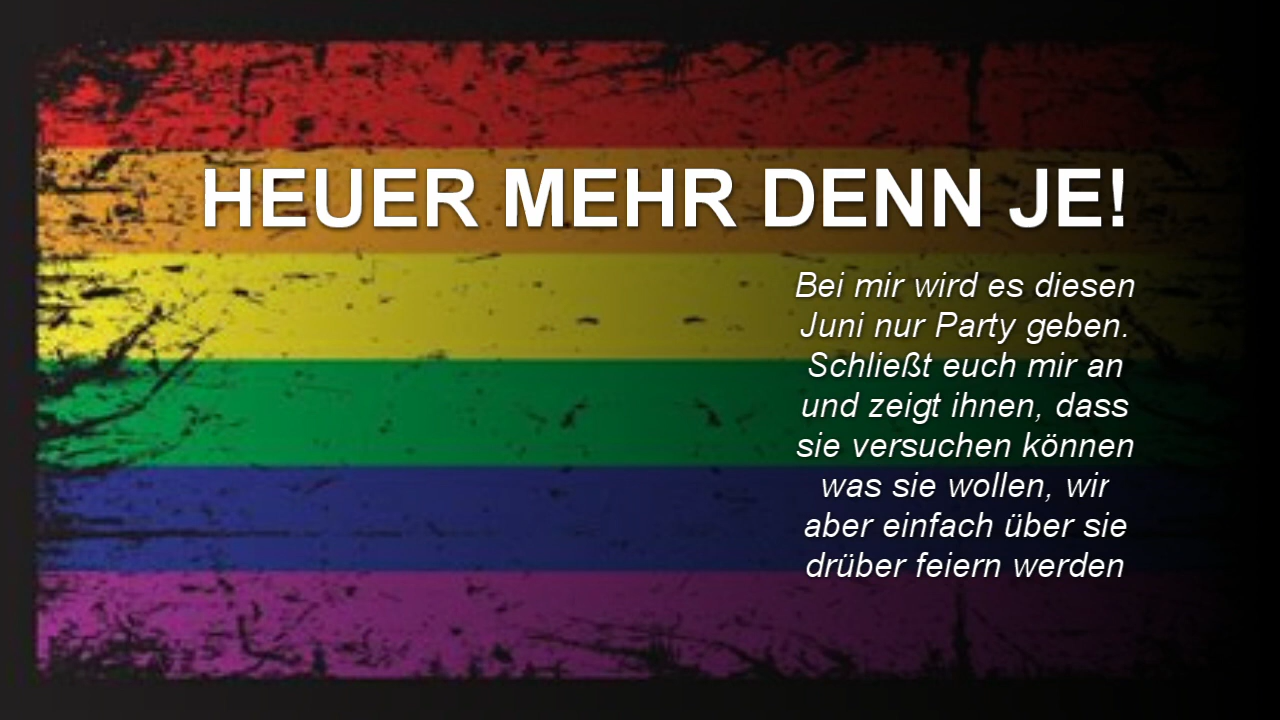 HEUER MEHR DENN JE!
Bei mir wird es diesen
Juni nur Party geben.
Schließt euch mir an
und zeigt ihnen, dass
sie versuchen können
was sie wollen, wir
aber einfach über sie
drüber feiern werden